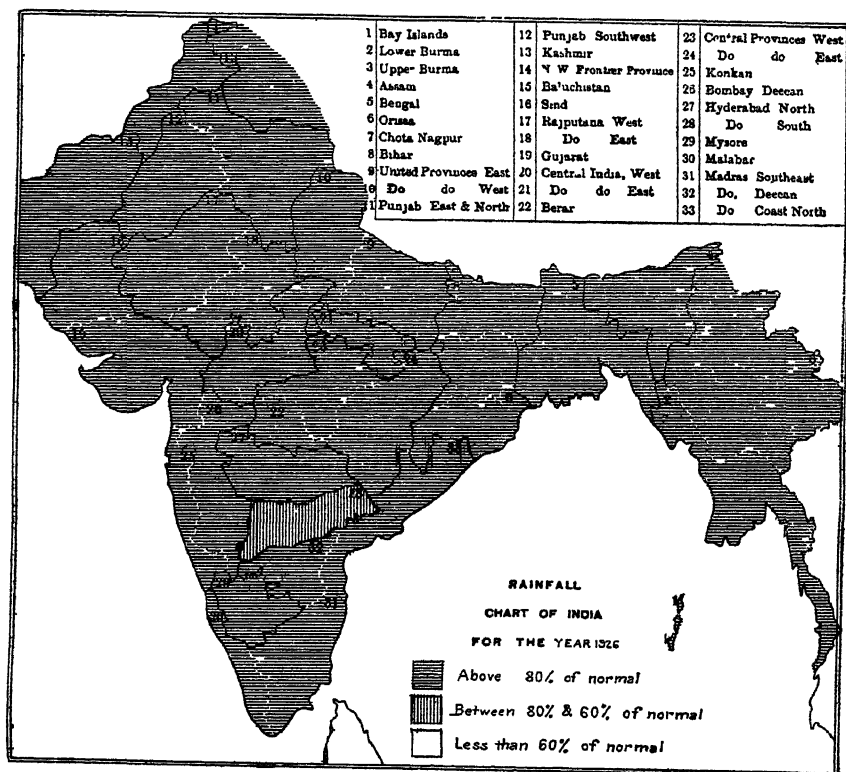 1 Bay Islands
2 Lower Burma
3 Upper Burma
4 Assam
5 Bengal
6 Orissa
7 Chota Nagpur
8 Bihar
9 United Provinces East
10 Do do West
11 Punjab East & North
12 Punjab Southwest
13 Kashmir
14 N W Frontier Province
15 Baluchistan
16 Sind
17 Rajputana West
18 Do East
19 Gujarat
20 Central India, West
21 Do do East
22 Berar
23 Central Provinces West
24 Do do East
25 Konkan
26 Bombay Deccan
27 Hyderabad North
28 Do South
29 Mysore
30 Malabar
31 Madras Southeast
32 Do. Deccan
33 Do Coast North
RAINFALL
CHART OF INDIA
FOR THE YEAR 1926
Above 80% of normal
Between 80% & 60% of normal
Less than 60% of normal